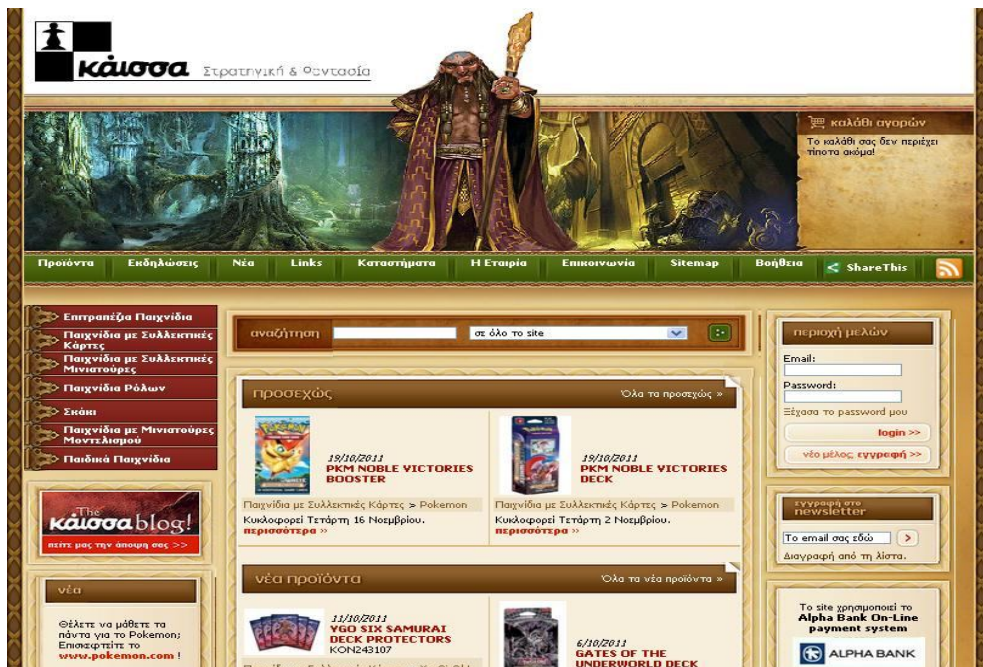 κάισσα Στρατηγική & Φαντασία
καλάθι αγορών
Το καλάθι σας δεν περιέχει
τίποτα ακόμα!
Προϊόντα Εκδηλώσεις Νέα Links Καταστήματα Η Εταιρία Επικοινωνία Sitemap Βοήθεια ShareThis
Επιτραπέζια Παιχνίδια
Παιχνίδια με Συλλεκτικές
Κάρτες
Παιχνίδια με Συλλεκτικές
Μινιατούρες
Παιχνίδια Ρόλων
Σκάκι
Παιχνίδια με Μινιατούρες
Μοντελισμού
Παιδικά Παιχνίδια
The
κάισσα blog!
πείτε μας την άποψη σας >>
νέα
Θέλετε να μάθετε τα
πάντα για το Pokemon;
Επισκεφτείτε το
www.pokemon.com !
αναζήτηση σε όλο το site
προσεχώς Όλα τα προσεχώς »
19/10/2011
PKM NOBLE VICTORIES
BOOSTER
Παιχνίδια με Συλλεκτικές Κάρτες > Pokemon
Κυκλοφορεί Τετάρτη 16 Νοεμβρίου.
περισσότερα »
19/10/2011
PKM NOBLE VICTORIES
DECK
Παιχνίδια με Συλλεκτικές Κάρτες > Pokemon
Κυκλοφορεί Τετάρτη 2 Νοεμβρίου.
περισσότερα »
νέα προϊόντα Όλα τα νέα προϊόντα »
11/10/2011
YGO SIX SAMURAI
DECK PROTECTORS
KON243107
6/10/2011
GATES OF THE
UNDERWORLD DECK
περιοχή μελών
Email:
Password:
Ξέχασα το password μου
login >>
νέο μέλος; εγγραφή >>
εγγραφή στο
newsletter
Το email σας εδώ
Διαγραφή από τη λίστα.
Το site χρησιμοποιεί το
Alpha Bank On-Line
payment system
ALPHA BANK